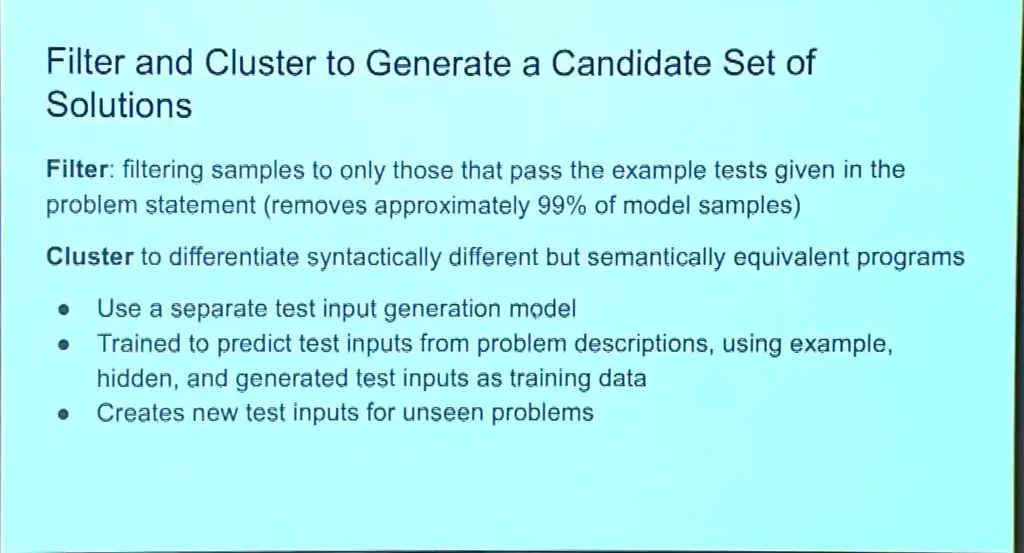 Filter and Cluster to Generate a Candidate Set of
Solutions
Filter: filtering samples to only those that pass the example tests given in the
problem statement (removes approximately 99% of model samples)
Cluster to differentiate syntactically different but semantically equivalent programs
● Use a separate test input generation model
● Trained to predict test inputs from problem descriptions, using example,
hidden, and generated test inputs as training data
● Creates new test inputs for unseen problems